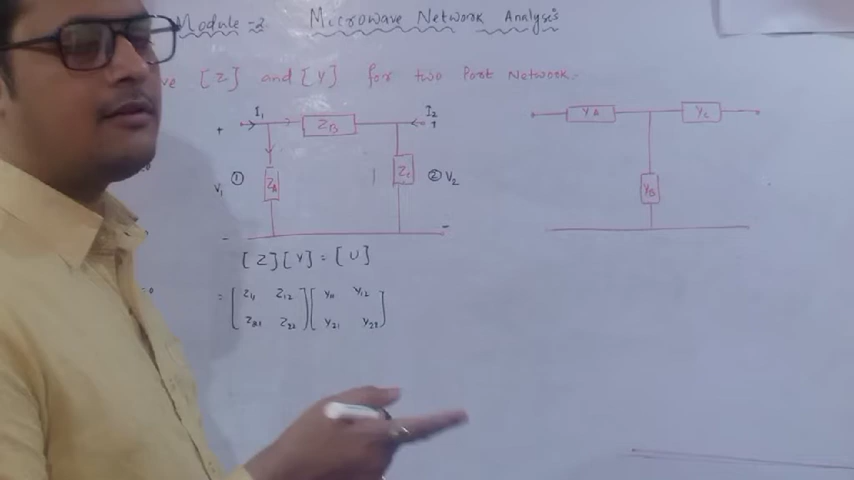 Module-2 Microwave Network Analysis
[Z] and [Y] for two Port Network.
I1 ZB I2
+ +
V1 ① ZA ZC ② V2
- -
YA YC
YB
[Z][Y] = [U]
= [Z11 Z12 Z21 Z22][Y11 Y12 Y21 Y22]